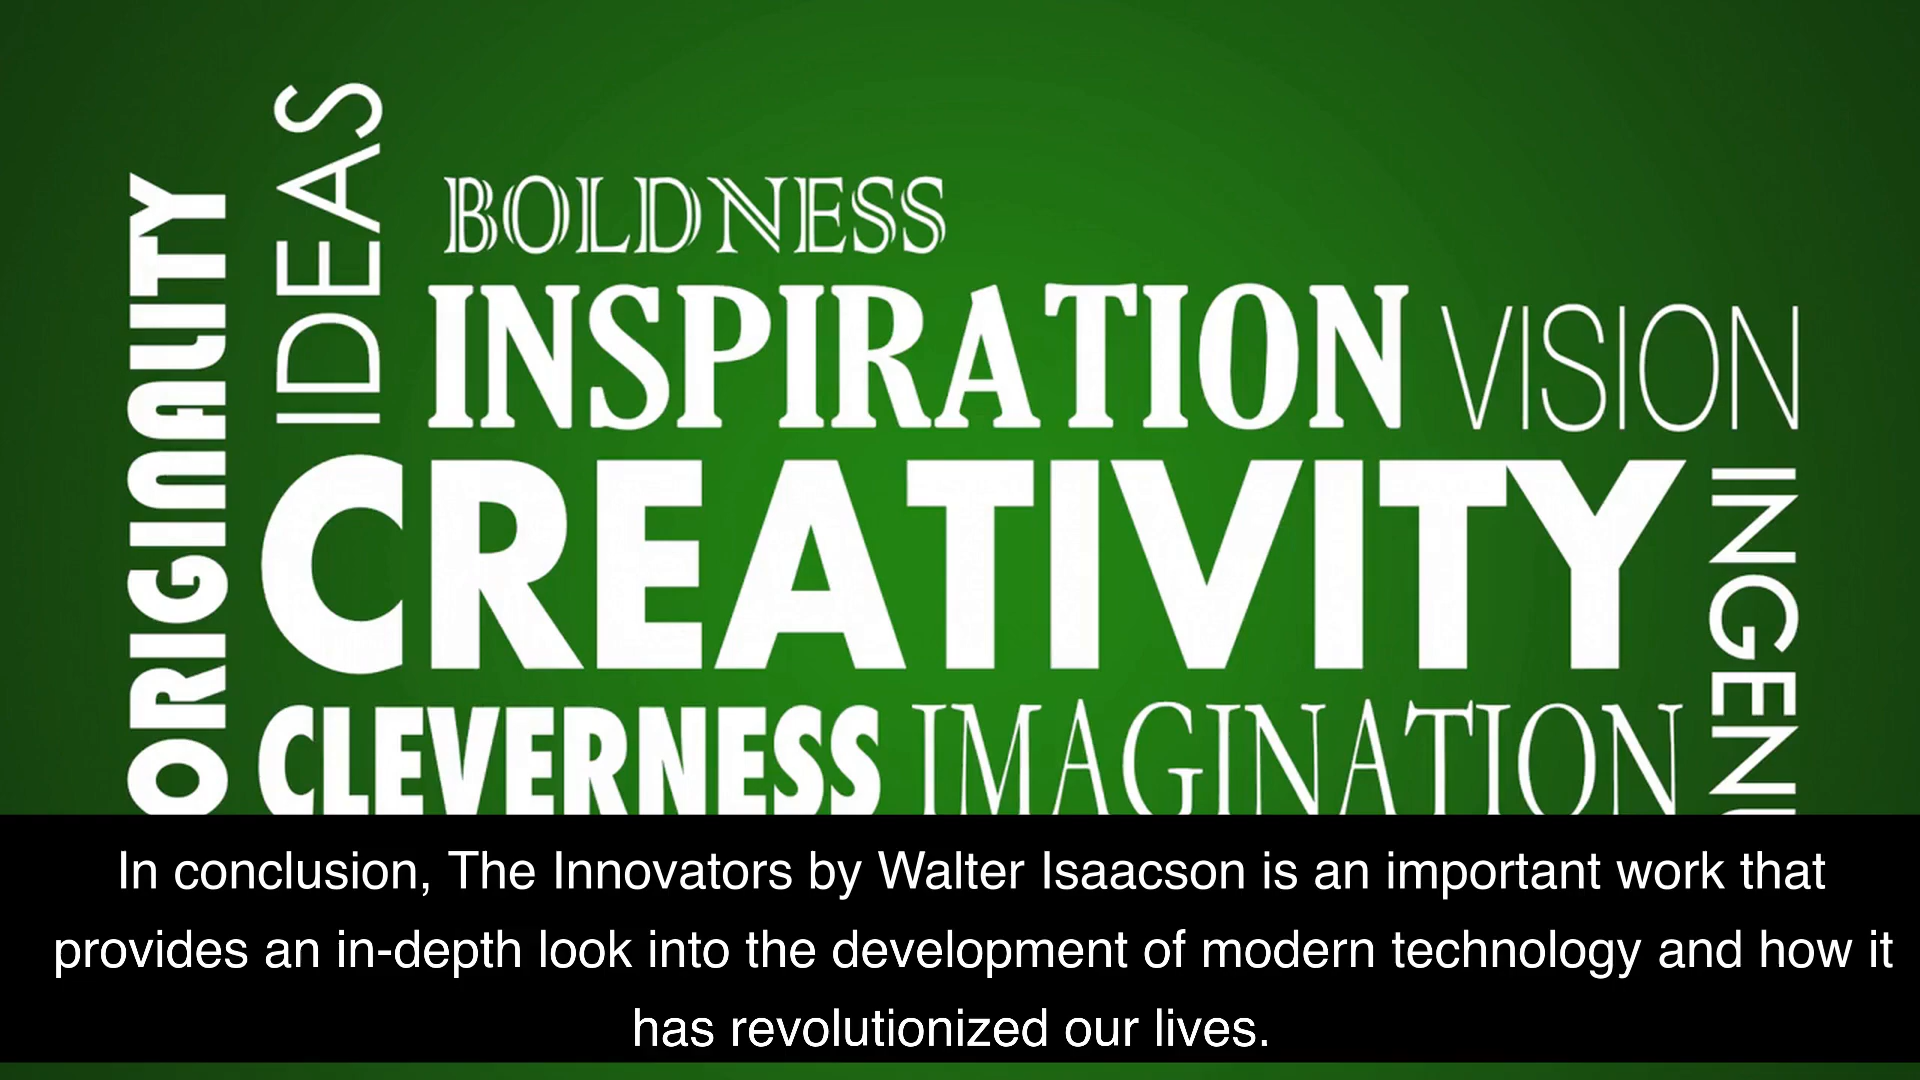 ORIGINALITY
IDEAS
BOLDNESS
INSPIRATION VISION
CREATIVITY
CLEVERNESS IMAGINATION
In conclusion, The Innovators by Walter Isaacson is an important work that
provides an in-depth look into the development of modern technology and how it
has revolutionized our lives.